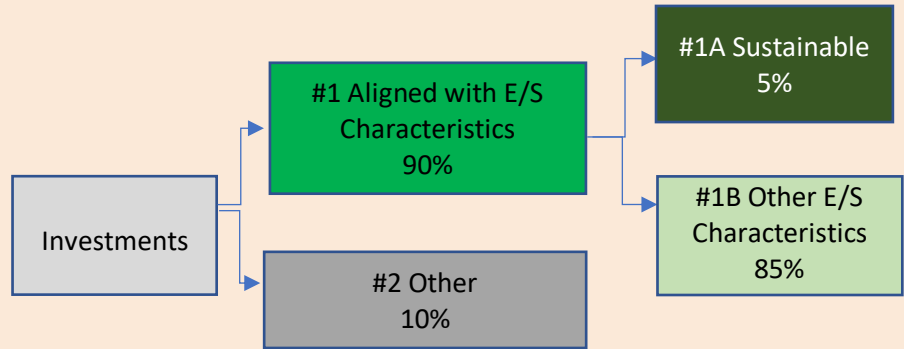 Investments
#1 Aligned with E/S
Characteristics
90%
#2 Other
10%
#1A Sustainable
5%
#1B Other E/S
Characteristics
85%